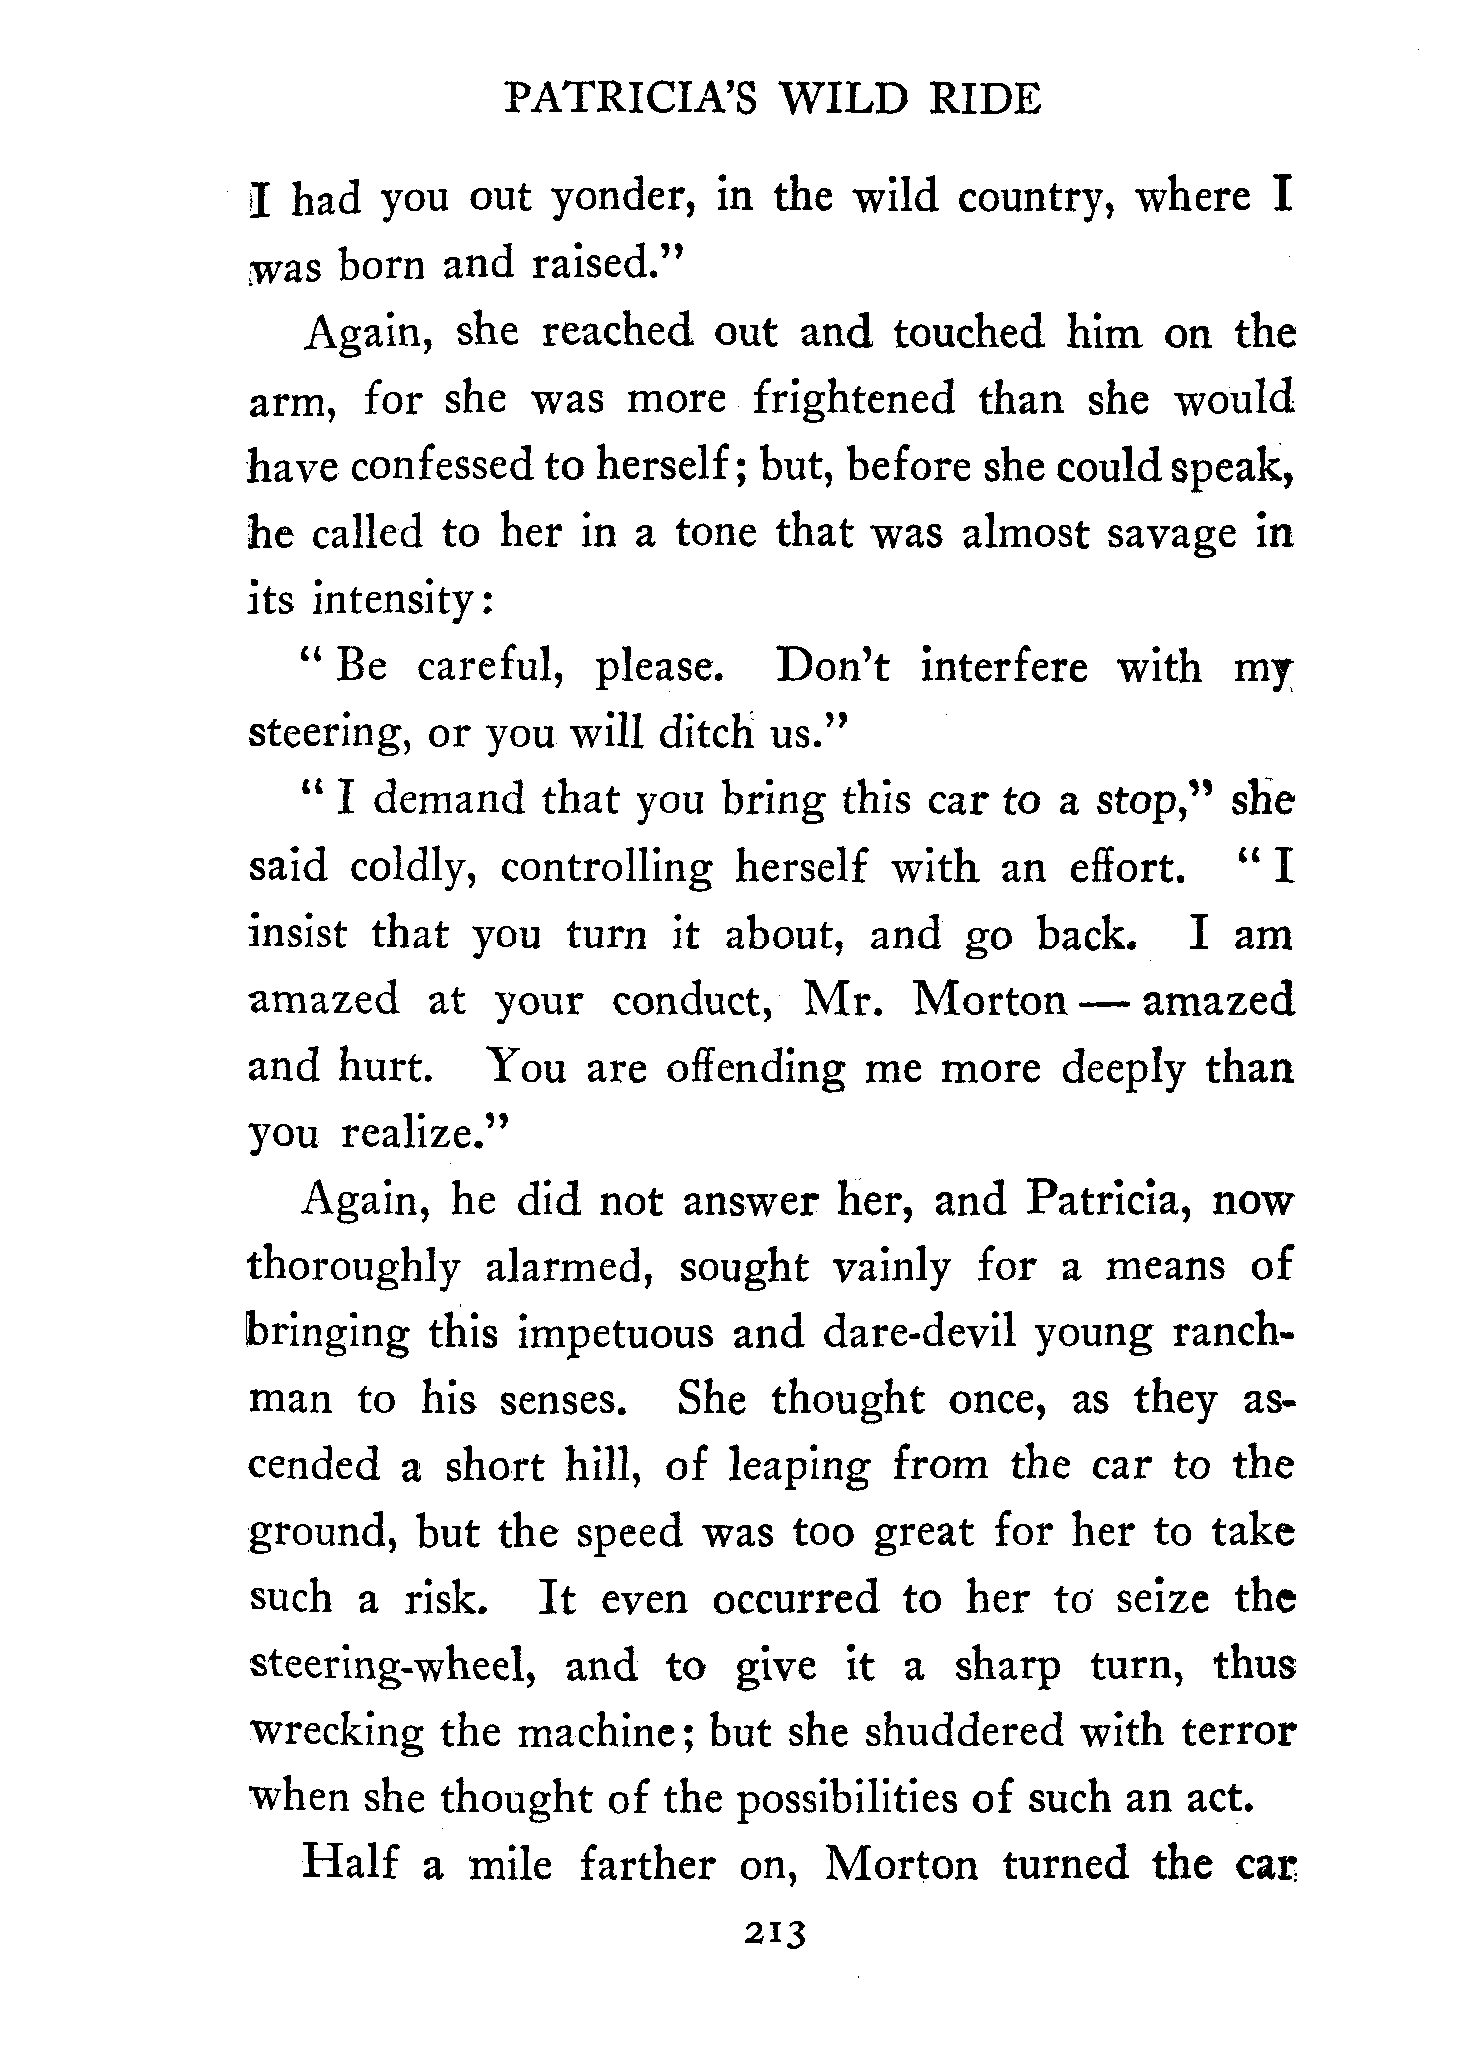 PATRICIA'S WILD RIDE
I had you out yonder, in the wild country, where I
was born and raised."
Again, she reached out and touched him on the
arm, for she was more frightened than she would
have confessed to herself; but, before she could speak,
he called to her in a tone that was almost savage in
its intensity:
"Be careful, please. Don't interfere with my
steering, or you will ditch us."
"I demand that you bring this car to a stop," she
said coldly, controlling herself with an effort. "I
insist that you turn it about, and go back. I am
amazed at your conduct, Mr. Morton — amazed
and hurt. You are offending me more deeply than
you realize."
Again, he did not answer her, and Patricia, now
thoroughly alarmed, sought vainly for a means of
bringing this impetuous and dare-devil young ranch-
man to his senses. She thought once, as they as-
cended a short hill, of leaping from the car to the
ground, but the speed was too great for her to take
such a risk. It even occurred to her to seize the
steering-wheel, and to give it a sharp turn, thus
wrecking the machine; but she shuddered with terror
when she thought of the possibilities of such an act.
Half a mile farther on, Morton turned the car
213